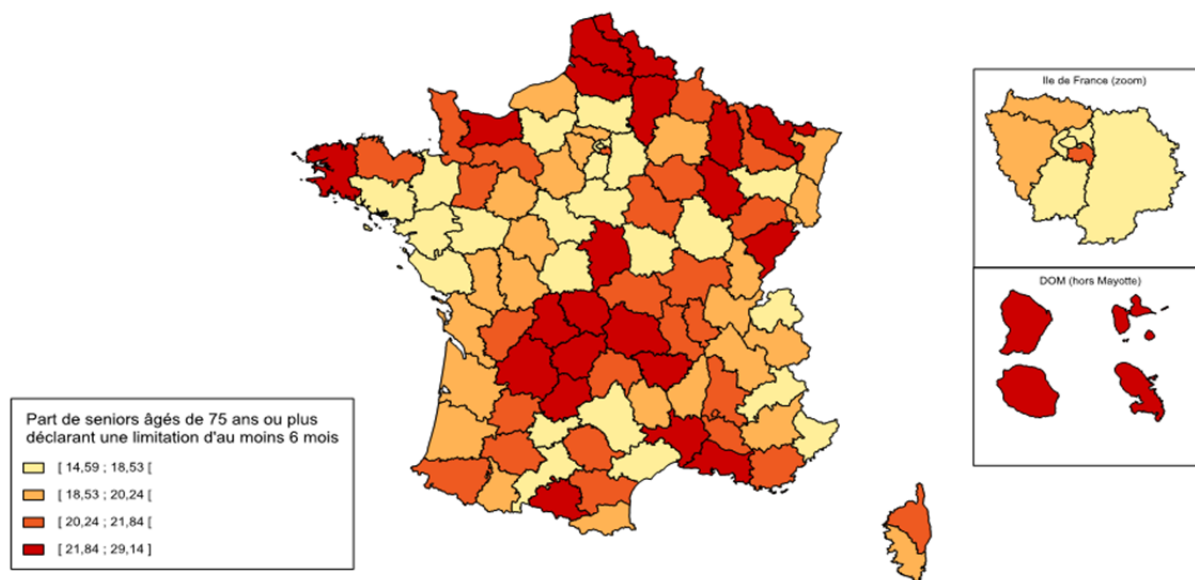 Ile de France (zoom)
DOM (hors Mayotte)
Part de seniors âgés de 75 ans ou plus
déclarant une limitation d'au moins 6 mois
[ 14,59 ; 18,53 [
[ 18,53 ; 20,24 [
[ 20,24 ; 21,84 [
[ 21,84 ; 29,14 ]